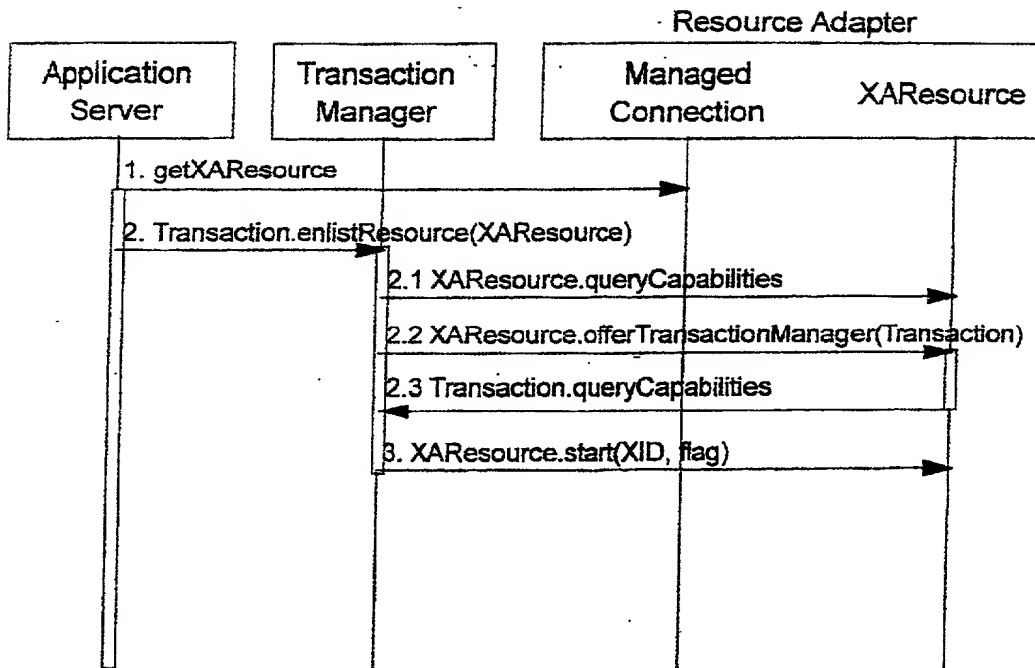 Resource Adapter
Application
Server
Transaction
Manager
Managed
Connection
XAResource
1. getXAResource
2. Transaction.enlistResource(XAResource)
2.1 XAResource.queryCapabilities
2.2 XAResource.offerTransactionManager(Transaction)
2.3 Transaction.queryCapabilities
3. XAResource.start(XID, flag)